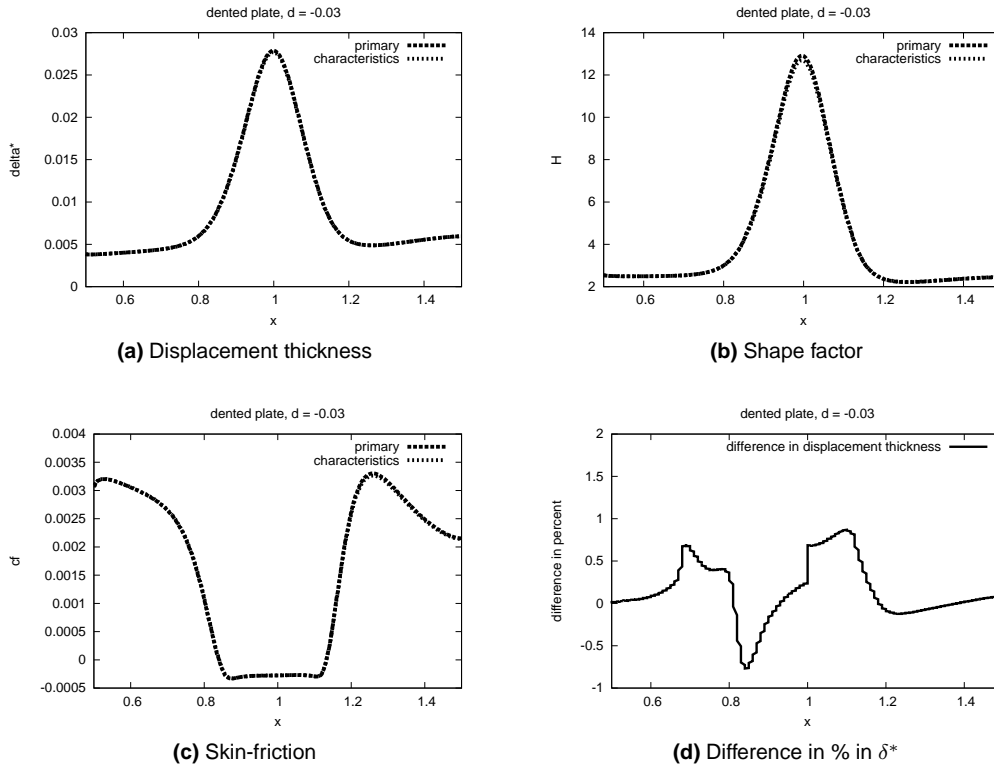 dented plate, d = -0.03
0.03
0.025
0.02
0.015
0.01
0.005
0
delta*
primary
characteristics
0.6
0.8
1
1.2
1.4
x
(a) Displacement thickness
dented plate, d = -0.03
14
12
10
8
6
4
2
H
primary
characteristics
0.6
0.8
1
1.2
1.4
x
(b) Shape factor
dented plate, d = -0.03
0.004
0.0035
0.003
0.0025
0.002
0.0015
0.001
0.0005
0
-0.0005
cf
primary
characteristics
0.6
0.8
1
1.2
1.4
x
(c) Skin-friction
dented plate, d = -0.03
2
1.5
1
0.5
0
-0.5
-1
difference in percent
difference in displacement thickness
0.6
0.8
1
1.2
1.4
x
(d) Difference in % in δ*